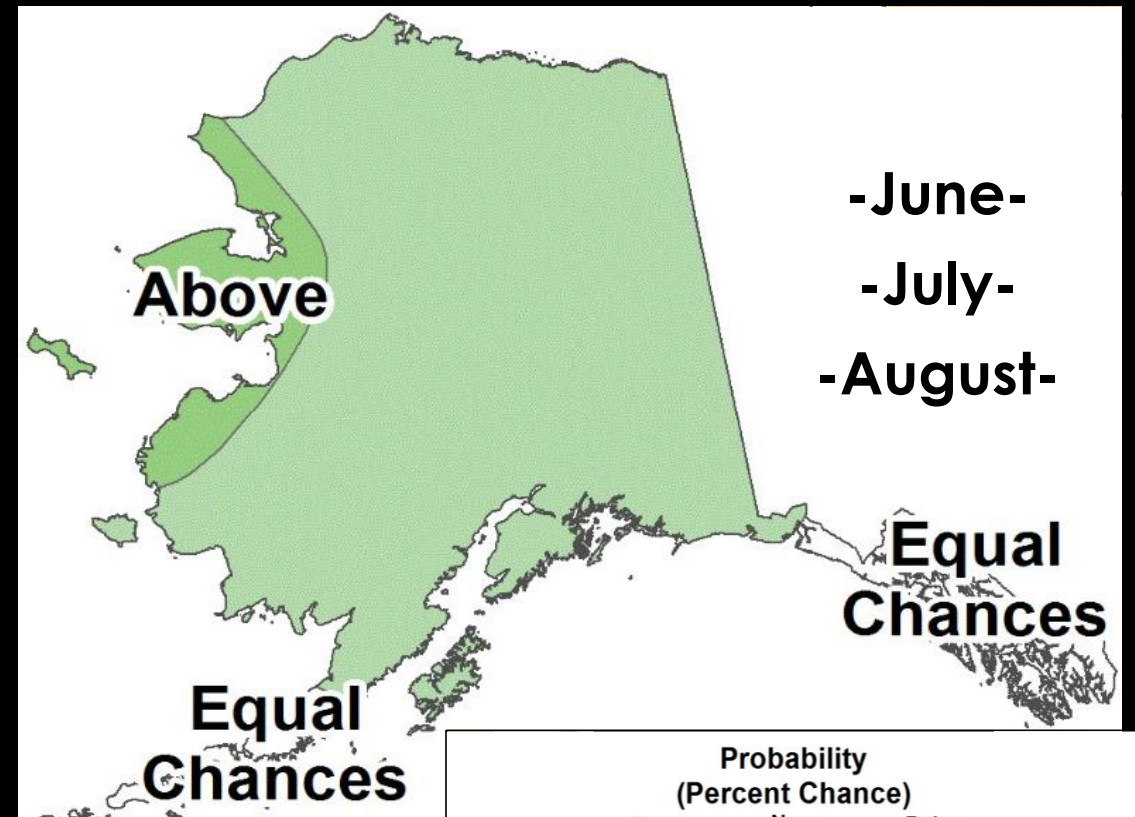 -June-
-July-
-August-
Above
Equal
Chances
Equal
Chances
Probability
(Percent Chance)